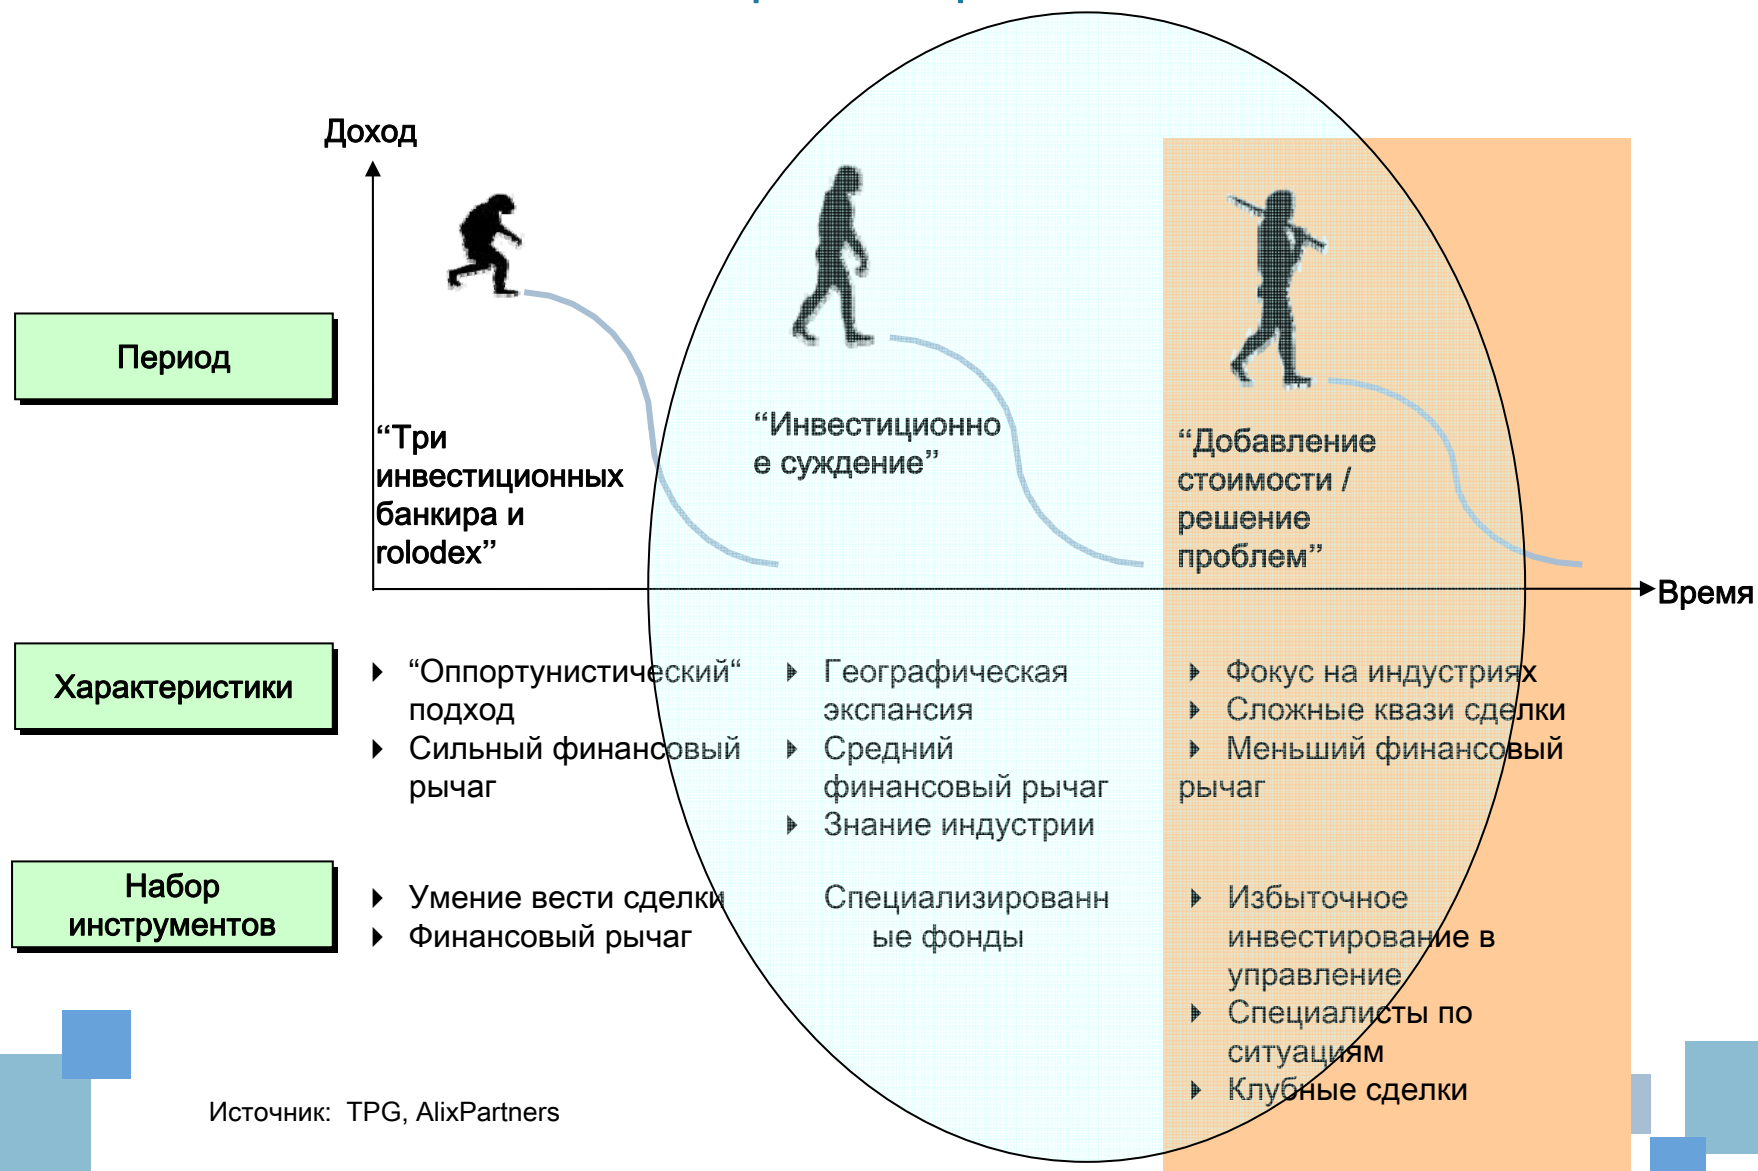 Доход
Период
“Три
инвестиционных
банкира и
rolodex”
“Инвестиционно
е суждение”
“Добавление
стоимости /
решение
проблем”
Время
Характеристики
“Оппортунистический“
подход
Сильный финансовый
рычаг
Географическая
экспансия
Средний
финансовый рычаг
Знание индустрии
Фокус на индустриях
Сложные квази сделки
Меньший финансовый
рычаг
Набор
инструментов
Умение вести сделки
Финансовый рычаг
Специализированн
ые фонды
Избыточное
инвестирование в
управление
Специалисты по
ситуациям
Клубные сделки
Источник: TPG, AlixPartners